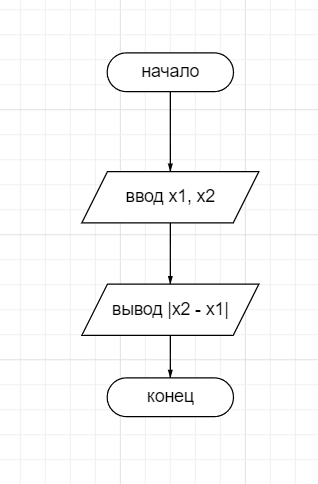 начало
ввод x1, x2
вывод |x2 - x1|
конец